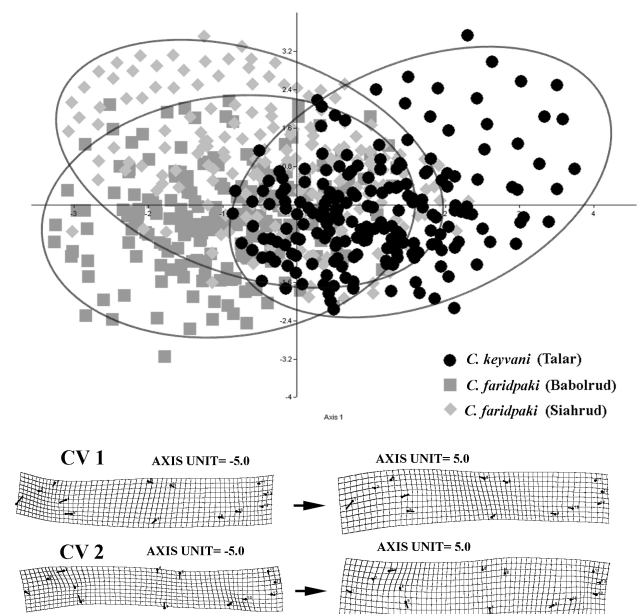 3.2
2.4
1.6
0.8
-3
-2
-1
2
4
-2.4
-3.2
-4
Axis 1
C. keyvani (Talar)
C. faridpaki (Babolrud)
C. faridpaki (Siahrud)
CV 1 AXIS UNIT= -5.0 AXIS UNIT= 5.0
CV 2 AXIS UNIT= -5.0 AXIS UNIT= 5.0